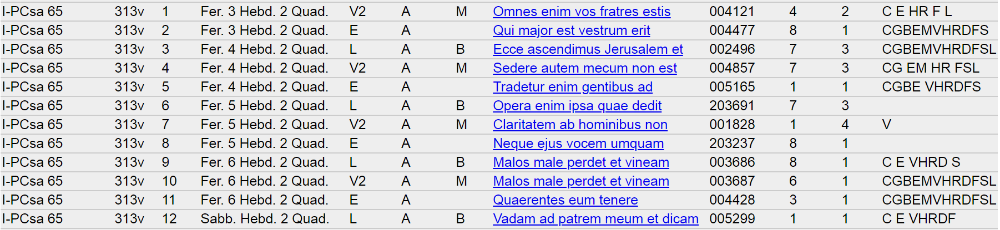 I-PCsa 65 313v 1 Fer. 3 Hebd. 2 Quad. V2 A M Omnes enim vos fratres estis 004121 4 2 C E HR F L
I-PCsa 65 313v 2 Fer. 3 Hebd. 2 Quad. E A Qui major est vestrum erit 004477 8 1 CGBEMVHRDFS
I-PCsa 65 313v 3 Fer. 4 Hebd. 2 Quad. L A B Ecce ascendimus Jerusalem et 002496 7 3 CGBEMVHRDFSL
I-PCsa 65 313v 4 Fer. 4 Hebd. 2 Quad. V2 A M Sedere autem mecum non est 004857 7 3 CG EM HR FSL
I-PCsa 65 313v 5 Fer. 4 Hebd. 2 Quad. E A Tradetur enim gentibus ad 005165 1 1 CGBE VHRDFS
I-PCsa 65 313v 6 Fer. 5 Hebd. 2 Quad. L A B Opera enim ipsa quae dedit 203691 7 3
I-PCsa 65 313v 7 Fer. 5 Hebd. 2 Quad. V2 A M Claritatem ab hominibus non 001828 1 4 V
I-PCsa 65 313v 8 Fer. 5 Hebd. 2 Quad. E A Neque ejus vocem umquam 203237 8 1
I-PCsa 65 313v 9 Fer. 6 Hebd. 2 Quad. L A B Malos male perdet et vineam 003686 8 1 C E VHRD S
I-PCsa 65 313v 10 Fer. 6 Hebd. 2 Quad. V2 A M Malos male perdet et vineam 003687 6 1 CGBEMVHRDFSL
I-PCsa 65 313v 11 Fer. 6 Hebd. 2 Quad. E A Quaerentes eum tenere 004428 3 1 CGBEMVHRDFSL
I-PCsa 65 313v 12 Sabb. Hebd. 2 Quad. L A B Vadam ad patrem meum et dicam 005299 1 1 C E VHRDF